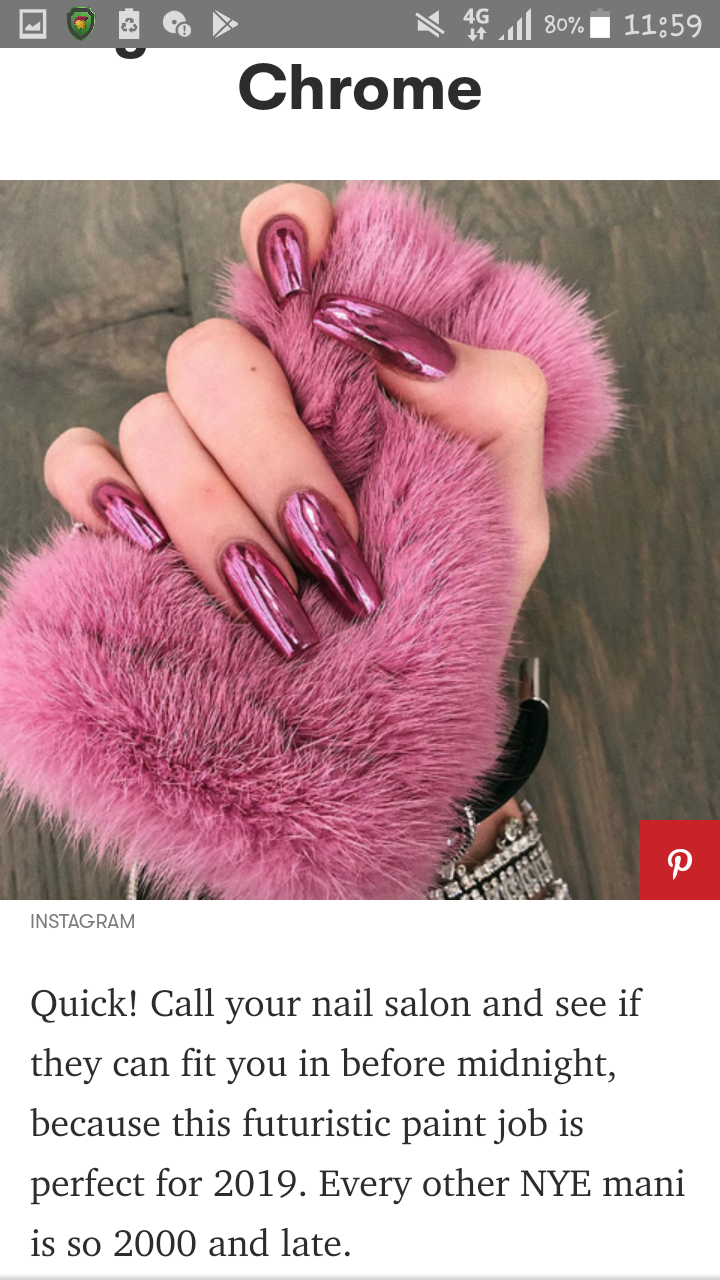 4G 80% 11:59
Chrome
INSTAGRAM
Quick! Call your nail salon and see if
they can fit you in before midnight,
because this futuristic paint job is
perfect for 2019. Every other NYE mani
is so 2000 and late.